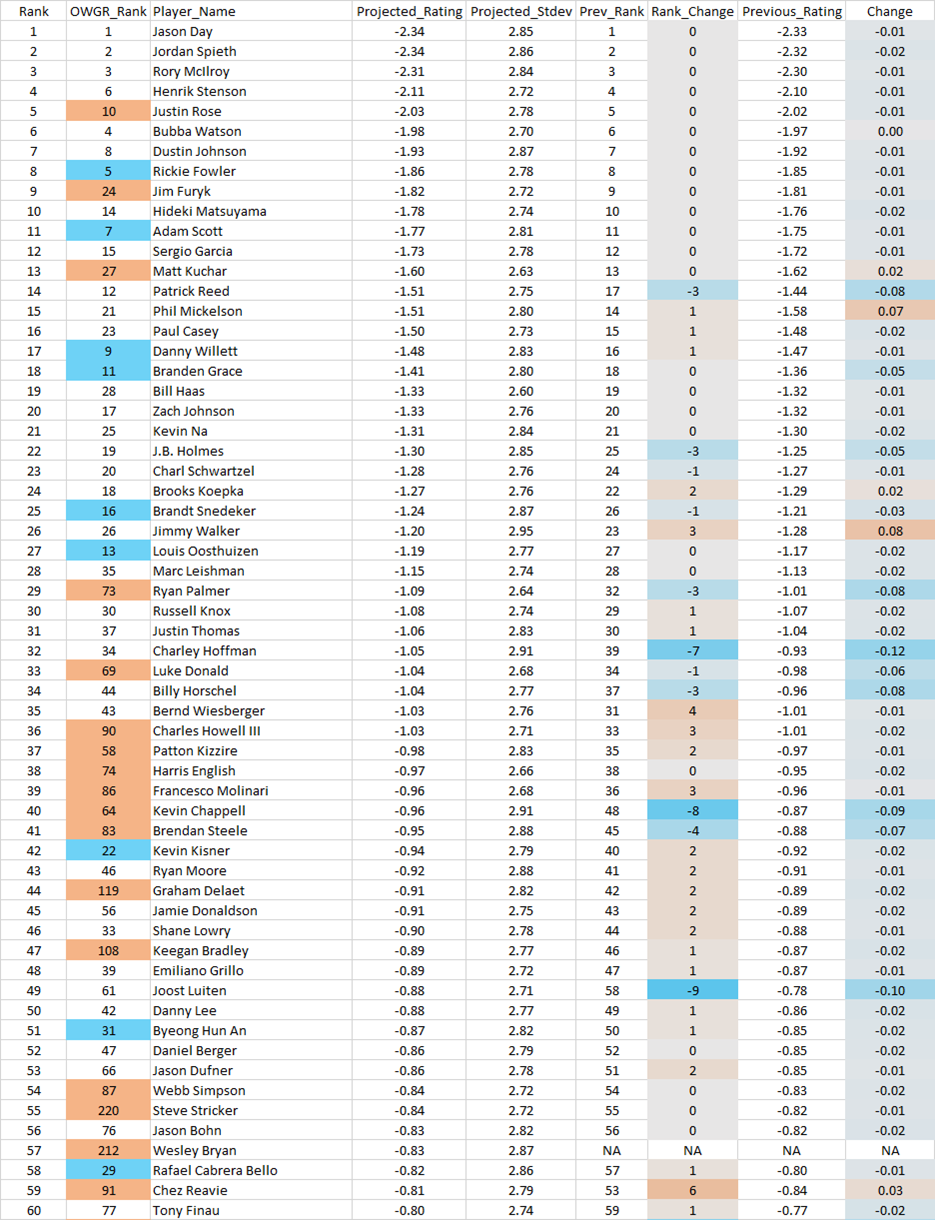 Rank OWGR_Rank Player_Name Projected_Rating Projected_Stdev Prev_Rank Rank_Change Previous_Rating Change
1 1 Jason Day -2.34 2.85 1 0 -2.33 -0.01
2 2 Jordan Spieth -2.34 2.86 2 0 -2.32 -0.02
3 3 Rory McIlroy -2.31 2.84 3 0 -2.30 -0.01
4 6 Henrik Stenson -2.11 2.72 4 0 -2.10 -0.01
5 10 Justin Rose -2.03 2.78 5 0 -2.02 -0.01
6 4 Bubba Watson -1.98 2.70 6 0 -1.97 0.00
7 8 Dustin Johnson -1.93 2.87 7 0 -1.92 -0.01
8 5 Rickie Fowler -1.86 2.78 8 0 -1.85 -0.01
9 24 Jim Furyk -1.82 2.72 9 0 -1.81 -0.01
10 14 Hideki Matsuyama -1.78 2.74 10 0 -1.76 -0.02
11 7 Adam Scott -1.77 2.81 11 0 -1.75 -0.01
12 15 Sergio Garcia -1.73 2.78 12 0 -1.72 -0.01
13 27 Matt Kuchar -1.60 2.63 13 0 -1.62 0.02
14 12 Patrick Reed -1.51 2.75 17 -3 -1.44 -0.08
15 21 Phil Mickelson -1.51 2.80 14 1 -1.58 0.07
16 23 Paul Casey -1.50 2.73 15 1 -1.48 -0.02
17 9 Danny Willett -1.48 2.83 16 1 -1.47 -0.01
18 11 Branden Grace -1.41 2.80 18 0 -1.36 -0.05
19 28 Bill Haas -1.33 2.60 19 0 -1.32 -0.01
20 17 Zach Johnson -1.33 2.76 20 0 -1.32 -0.01
21 25 Kevin Na -1.31 2.84 21 0 -1.30 -0.02
22 19 J.B. Holmes -1.30 2.85 25 -3 -1.25 -0.05
23 20 Charl Schwartzel -1.28 2.76 24 -1 -1.27 -0.01
24 18 Brooks Koepka -1.27 2.76 22 2 -1.29 0.02
25 16 Brandt Snedeker -1.24 2.87 26 -1 -1.21 -0.03
26 26 Jimmy Walker -1.20 2.95 23 3 -1.28 0.08
27 13 Louis Oosthuizen -1.19 2.77 27 0 -1.17 -0.02
28 35 Marc Leishman -1.15 2.74 28 0 -1.13 -0.02
29 73 Ryan Palmer -1.09 2.64 32 -3 -1.01 -0.08
30 30 Russell Knox -1.08 2.74 29 1 -1.07 -0.02
31 37 Justin Thomas -1.06 2.83 30 1 -1.04 -0.02
32 34 Charley Hoffman -1.05 2.91 39 -7 -0.93 -0.12
33 69 Luke Donald -1.04 2.68 34 -1 -0.98 -0.06
34 44 Billy Horschel -1.04 2.77 37 -3 -0.96 -0.08
35 43 Bernd Wiesberger -1.03 2.76 31 4 -1.01 -0.01
36 90 Charles Howell III -1.03 2.71 33 3 -1.01 -0.02
37 58 Patton Kizzire -0.98 2.83 35 2 -0.97 -0.01
38 74 Harris English -0.97 2.66 38 0 -0.95 -0.02
39 86 Francesco Molinari -0.96 2.68 36 3 -0.96 -0.01
40 64 Kevin Chappell -0.96 2.91 48 -8 -0.87 -0.09
41 83 Brendan Steele -0.95 2.88 45 -4 -0.88 -0.07
42 22 Kevin Kisner -0.94 2.79 40 2 -0.92 -0.02
43 46 Ryan Moore -0.92 2.88 41 2 -0.91 -0.01
44 119 Graham Delaet -0.91 2.82 42 2 -0.89 -0.02
45 56 Jamie Donaldson -0.91 2.75 43 2 -0.89 -0.02
46 33 Shane Lowry -0.90 2.78 44 2 -0.88 -0.01
47 108 Keegan Bradley -0.89 2.77 46 1 -0.87 -0.02
48 39 Emiliano Grillo -0.89 2.72 47 1 -0.87 -0.01
49 61 Joost Luiten -0.88 2.71 58 -9 -0.78 -0.10
50 42 Danny Lee -0.88 2.77 49 1 -0.86 -0.02
51 31 Byeong Hun An -0.87 2.82 50 1 -0.85 -0.02
52 47 Daniel Berger -0.86 2.79 52 0 -0.85 -0.02
53 66 Jason Dufner -0.86 2.78 51 2 -0.85 -0.01
54 87 Webb Simpson -0.84 2.72 54 0 -0.83 -0.02
55 220 Steve Stricker -0.84 2.72 55 0 -0.82 -0.01
56 76 Jason Bohn -0.83 2.82 56 0 -0.82 -0.02
57 212 Wesley Bryan -0.83 2.87 NA NA NA NA
58 29 Rafael Cabrera Bello -0.82 2.86 57 1 -0.80 -0.01
59 91 Chez Reavie -0.81 2.79 53 6 -0.84 0.03
60 77 Tony Finau -0.80 2.74 59 1 -0.77 -0.02